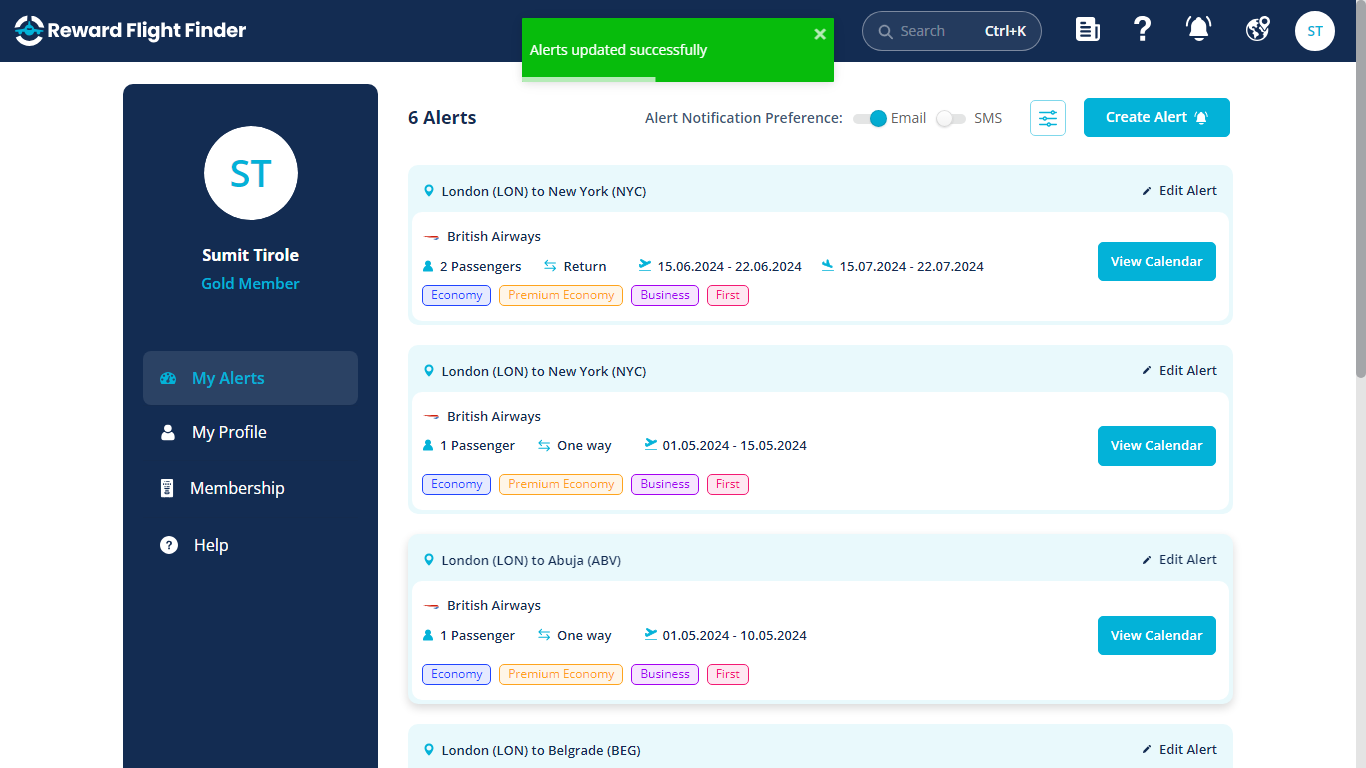 Reward Flight Finder
Alerts updated successfully
Search Ctrl+K
ST
ST
Sumit Tirole
Gold Member
My Alerts
My Profile
Membership
Help
6 Alerts
Alert Notification Preference: Email SMS
Create Alert
London (LON) to New York (NYC)
Edit Alert
British Airways
2 Passengers Return 15.06.2024 - 22.06.2024 15.07.2024 - 22.07.2024
Economy Premium Economy Business First
View Calendar
London (LON) to New York (NYC)
Edit Alert
British Airways
1 Passenger One way 01.05.2024 - 15.05.2024
Economy Premium Economy Business First
View Calendar
London (LON) to Abuja (ABV)
Edit Alert
British Airways
1 Passenger One way 01.05.2024 - 10.05.2024
Economy Premium Economy Business First
View Calendar
London (LON) to Belgrade (BEG)
Edit Alert